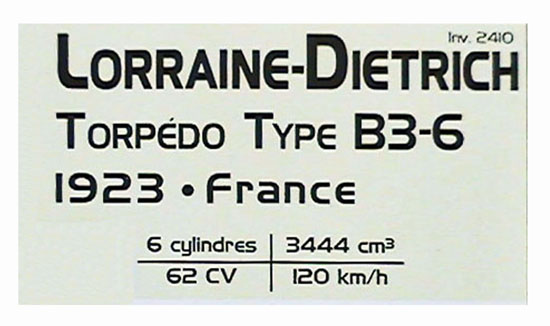 Inv. 2410
LORRAINE-DIETRICH
TORPÉDO TYPE B3-6
1923 • France
6 cylindres | 3444 cm³
62 CV | 120 km/h